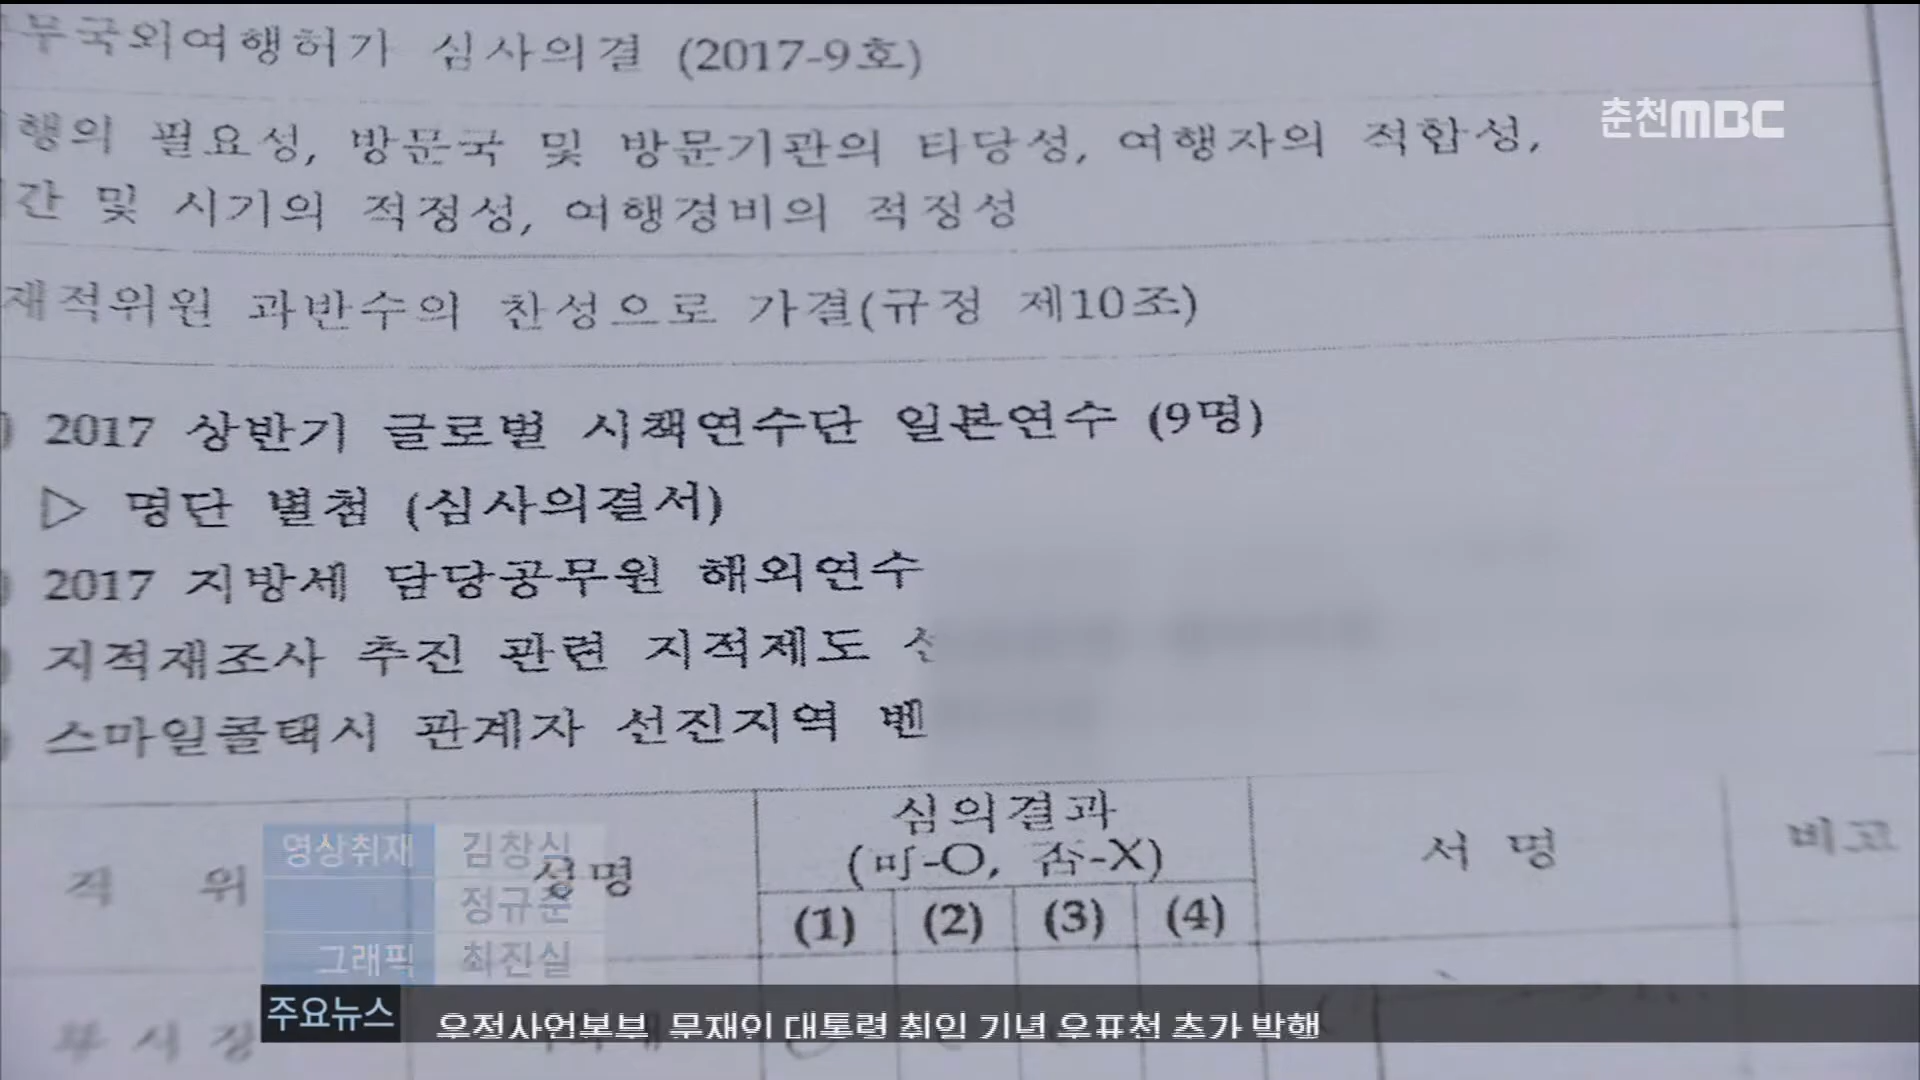 무국외여행허가 심사의결 (2017-9호)
춘천MBC
행의 필요성, 방문국 및 방문기관의 타당성, 여행자의 적합성,
간 및 시기의 적정성, 여행경비의 적정성
재적위원 과반수의 찬성으로 가결(규정 제10조)
2017 상반기 글로벌 시책연수단 일본연수 (9명)
▷ 명단 별첨 (심사의결서)
2017 지방세 담당공무원 해외연수
지적재조사 추진 관련 지적제도 선
스마일콜택시 관계자 선진지역 벤
직 위
성명
심의결과
(可-O, 否-X)
(1) (2) (3) (4)
서 명
비고
영상취재 김창식
정규준
그래픽 최진실
부 시 장
주요뉴스
우정사업본부, 문재인 대통령 취임 기념 우표첩 추가 발행